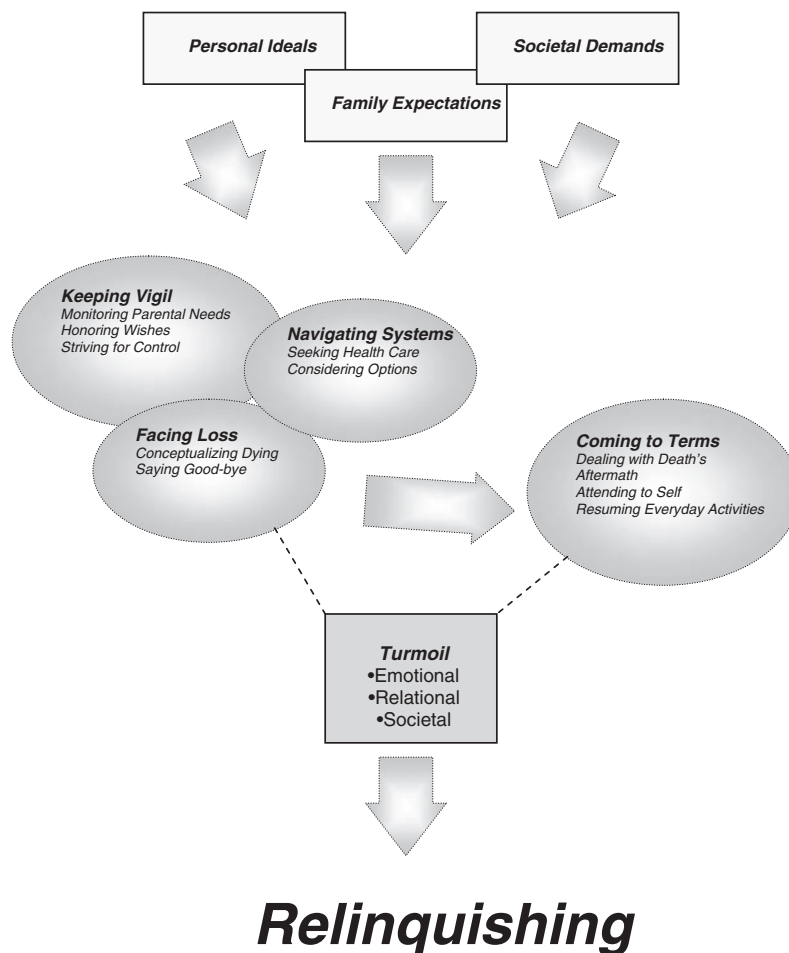 Personal Ideals
Societal Demands
Family Expectations
Keeping Vigil
Monitoring Parental Needs
Honoring Wishes
Striving for Control
Navigating Systems
Seeking Health Care
Considering Options
Facing Loss
Conceptualizing Dying
Saying Good-bye
Coming to Terms
Dealing with Death's
Aftermath
Attending to Self
Resuming Everyday Activities
Turmoil
•Emotional
•Relational
•Societal
Relinquishing